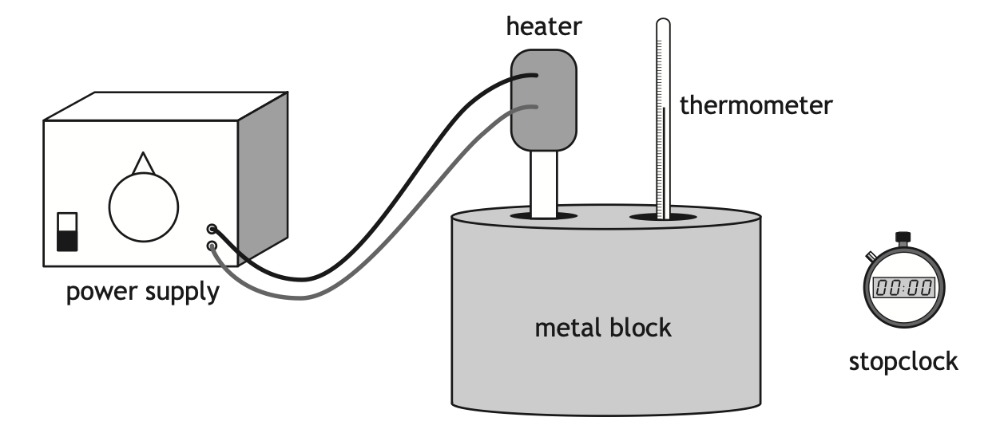 heater
thermometer
power supply
metal block
00:00
stopclock